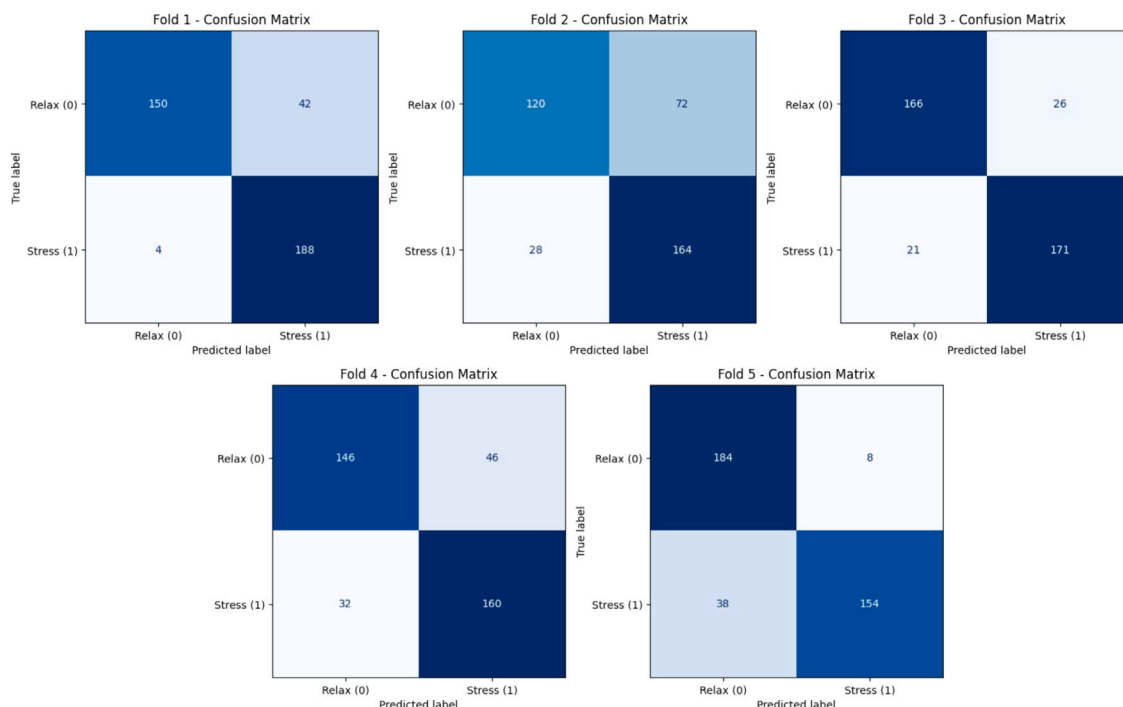 Fold 1 - Confusion Matrix
Relax (0)
150
42
True label
Stress (1)
4
188
Relax (0)
Stress (1)
Predicted label
Fold 2 - Confusion Matrix
Relax (0)
120
72
True label
Stress (1)
28
164
Relax (0)
Stress (1)
Predicted label
Fold 3 - Confusion Matrix
Relax (0)
166
26
True label
Stress (1)
21
171
Relax (0)
Stress (1)
Predicted label
Fold 4 - Confusion Matrix
Relax (0)
146
46
Stress (1)
32
160
Relax (0)
Stress (1)
Predicted label
Fold 5 - Confusion Matrix
Relax (0)
184
8
True label
Stress (1)
38
154
Relax (0)
Stress (1)
Predicted label